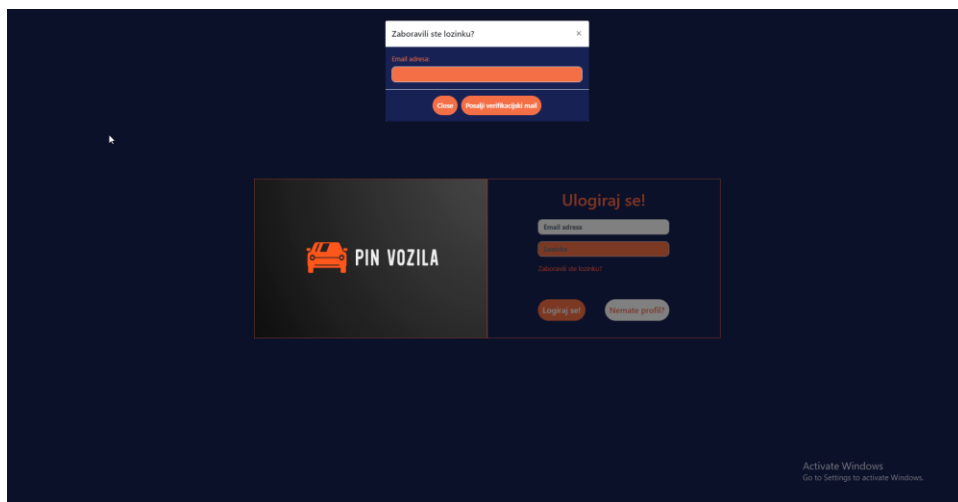 Zaboravili ste lozinku?
×
Email adresa:
Close
Posalji verifikacijski mail
Ulogiraj se!
Email adresa
Lozinka
Zaboravili ste lozinku?
PIN VOZILA
Logiraj se!
Nemate profil?
Activate Windows
Go to Settings to activate Windows.